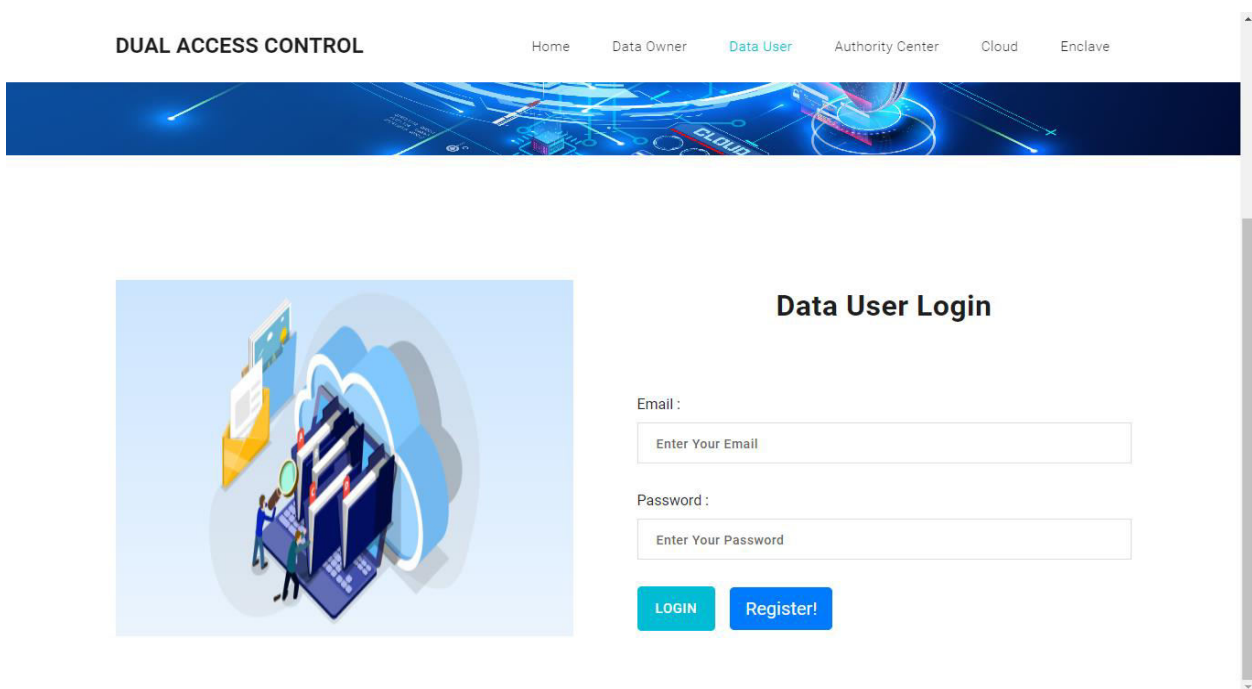 DUAL ACCESS CONTROL
Home Data Owner Data User Authority Center Cloud Enclave
CLOUD
Data User Login
Email :
Enter Your Email
Password :
Enter Your Password
LOGIN Register!